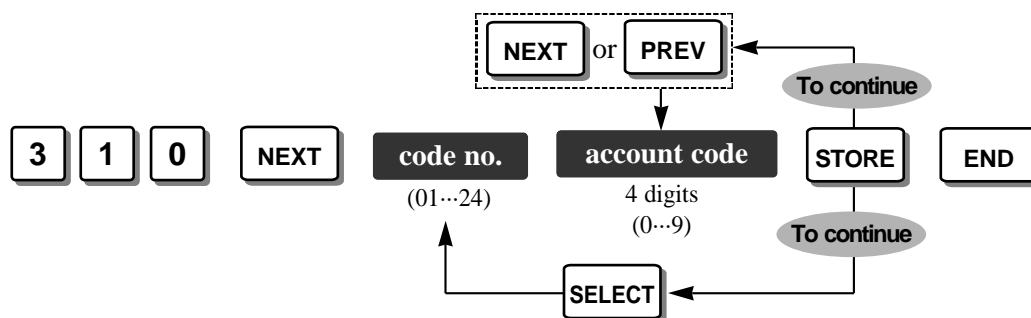 NEXT or PREV
To continue
3 1 0 NEXT code no. account code STORE END
(01···24) 4 digits
(0···9)
To continue
SELECT